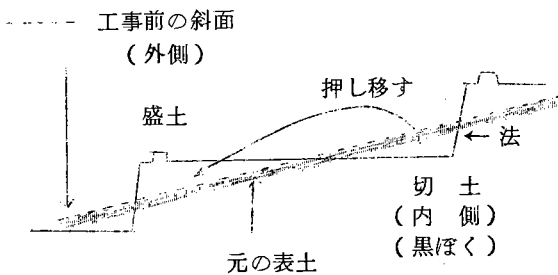 工事前の斜面
(外側)
押し移す
盛土
←法
切土
(内側)
(黒ぼく)
元の表土